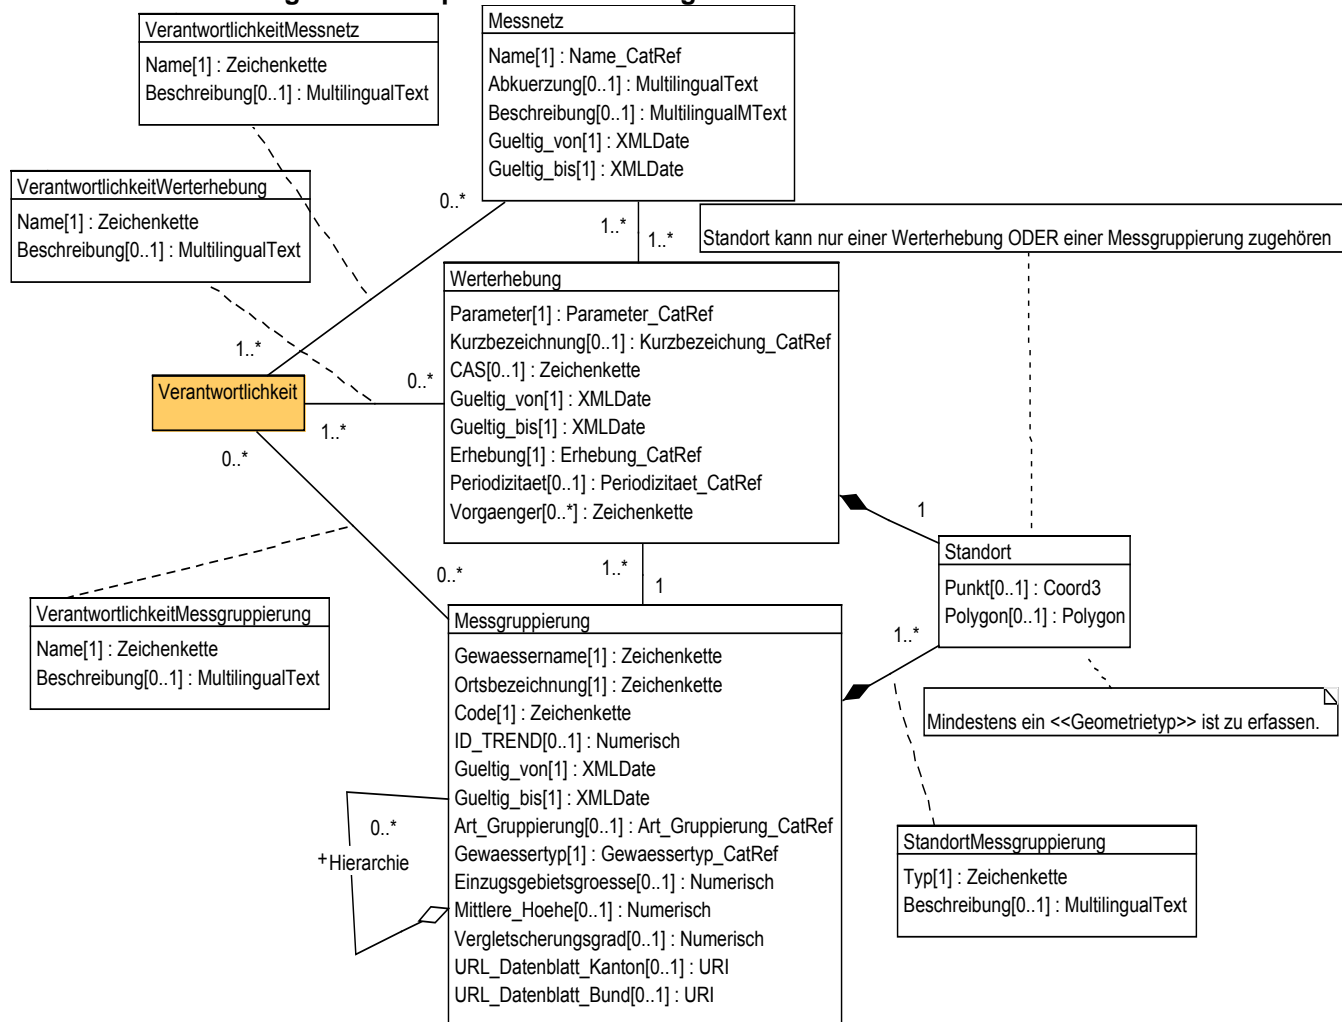 VerantwortlichkeitMessnetz
Name[1] : Zeichenkette
Beschreibung[0..1] : MultilingualText
Messnetz
Name[1] : Name_CatRef
Abkuerzung[0..1] : MultilingualText
Beschreibung[0..1] : MultilingualMText
Gueltig_von[1] : XMLDate
Gueltig_bis[1] : XMLDate
VerantwortlichkeitWerterhebung
Name[1] : Zeichenkette
Beschreibung[0..1] : MultilingualText
0..*
1..*
1..*
Standort kann nur einer Werterhebung ODER einer Messgruppierung zugehören
Werterhebung
Parameter[1] : Parameter_CatRef
Kurzbezeichnung[0..1] : Kurzbezeichung_CatRef
CAS[0..1] : Zeichenkette
Gueltig_von[1] : XMLDate
Gueltig_bis[1] : XMLDate
Erhebung[1] : Erhebung_CatRef
Periodizitaet[0..1] : Periodizitaet_CatRef
Vorgaenger[0..*] : Zeichenkette
1..*
0..*
Verantwortlichkeit
1..*
0..*
1
Standort
Punkt[0..1] : Coord3
Polygon[0..1] : Polygon
0..*
1..*
1
1..*
VerantwortlichkeitMessgruppierung
Name[1] : Zeichenkette
Beschreibung[0..1] : MultilingualText
Messgruppierung
Gewaessername[1] : Zeichenkette
Ortsbezeichnung[1] : Zeichenkette
Code[1] : Zeichenkette
ID_TREND[0..1] : Numerisch
Gueltig_von[1] : XMLDate
Gueltig_bis[1] : XMLDate
Art_Gruppierung[0..1] : Art_Gruppierung_CatRef
Gewaessertyp[1] : Gewaessertyp_CatRef
Einzugsgebietsgroesse[0..1] : Numerisch
Mittlere_Hoehe[0..1] : Numerisch
Vergletscherungsgrad[0..1] : Numerisch
URL_Datenblatt_Kanton[0..1] : URI
URL_Datenblatt_Bund[0..1] : URI
0..*
+Hierarchie
Mindestens ein <<Geometrietyp>> ist zu erfassen.
StandortMessgruppierung
Typ[1] : Zeichenkette
Beschreibung[0..1] : MultilingualText